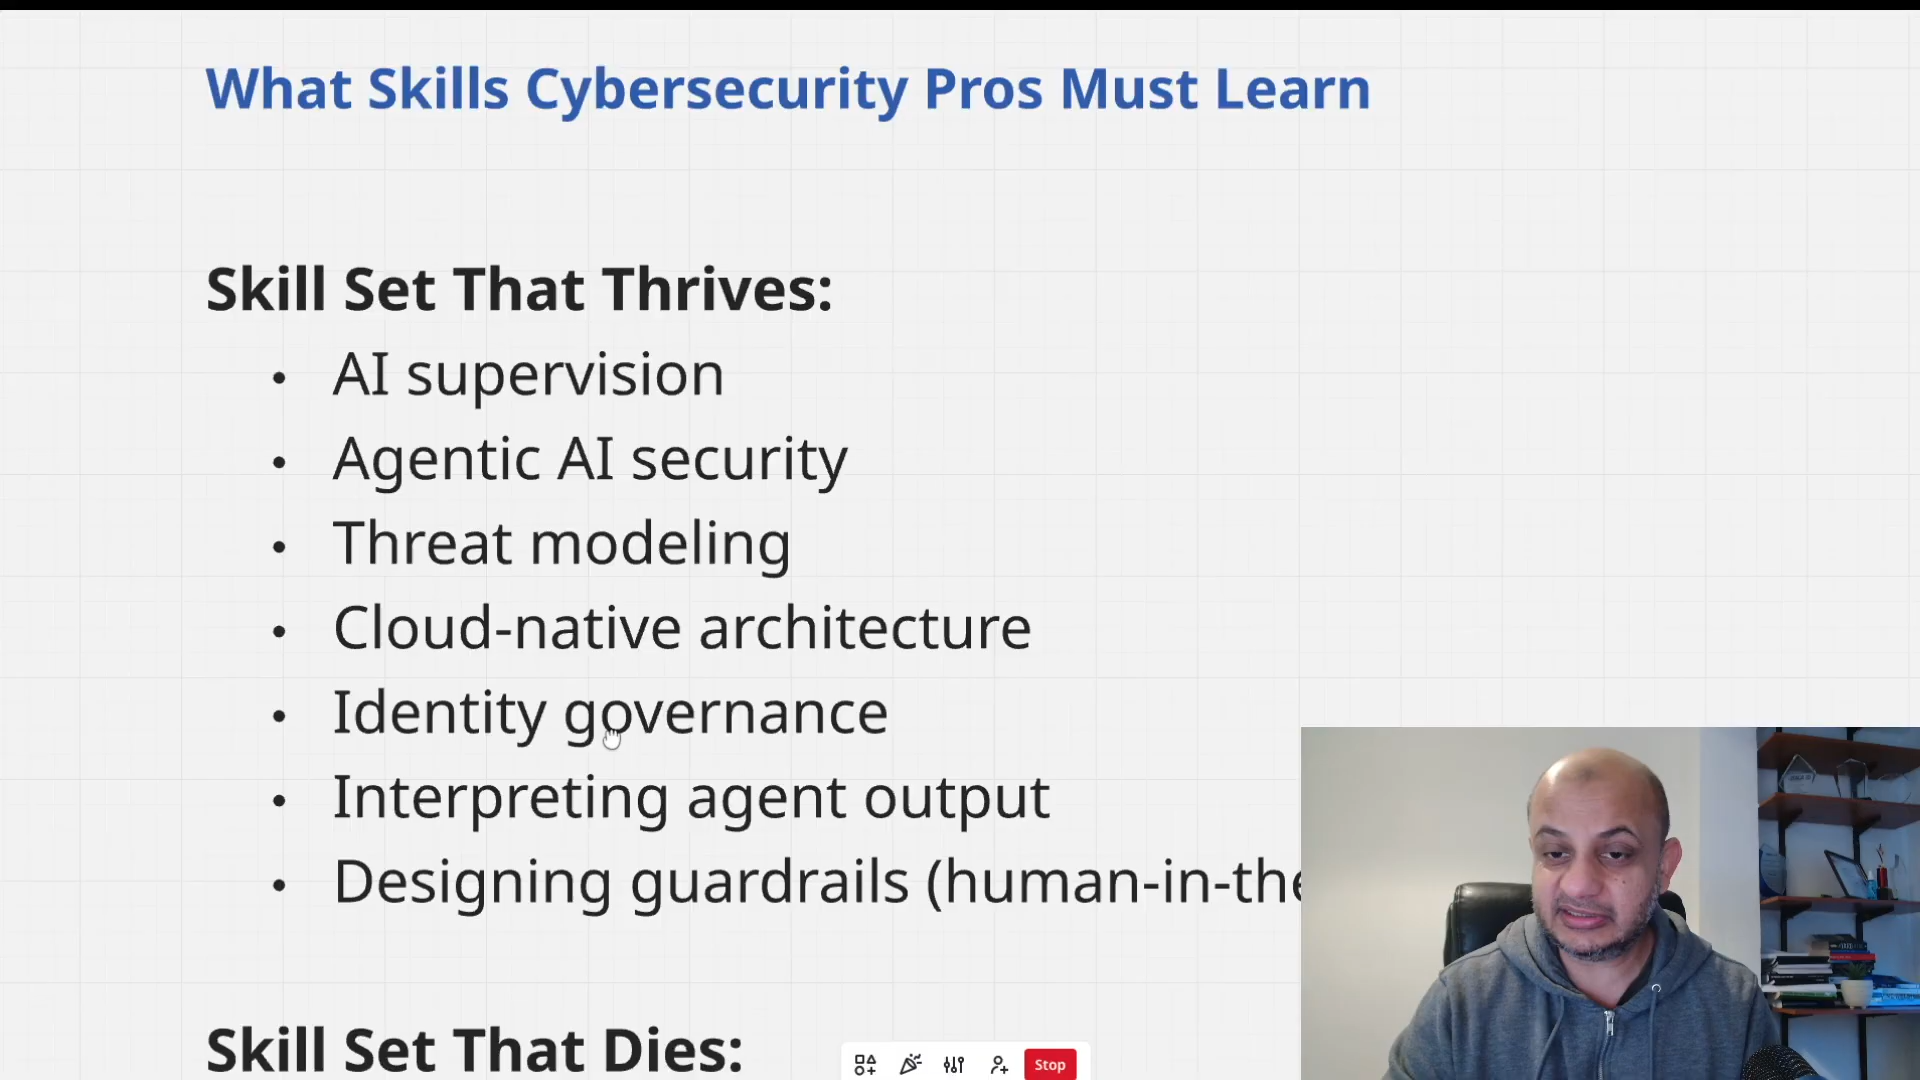 What Skills Cybersecurity Pros Must Learn
Skill Set That Thrives:
• AI supervision
• Agentic AI security
• Threat modeling
• Cloud-native architecture
• Identity governance
• Interpreting agent output
• Designing guardrails (human-in-the
Skill Set That Dies:
Stop